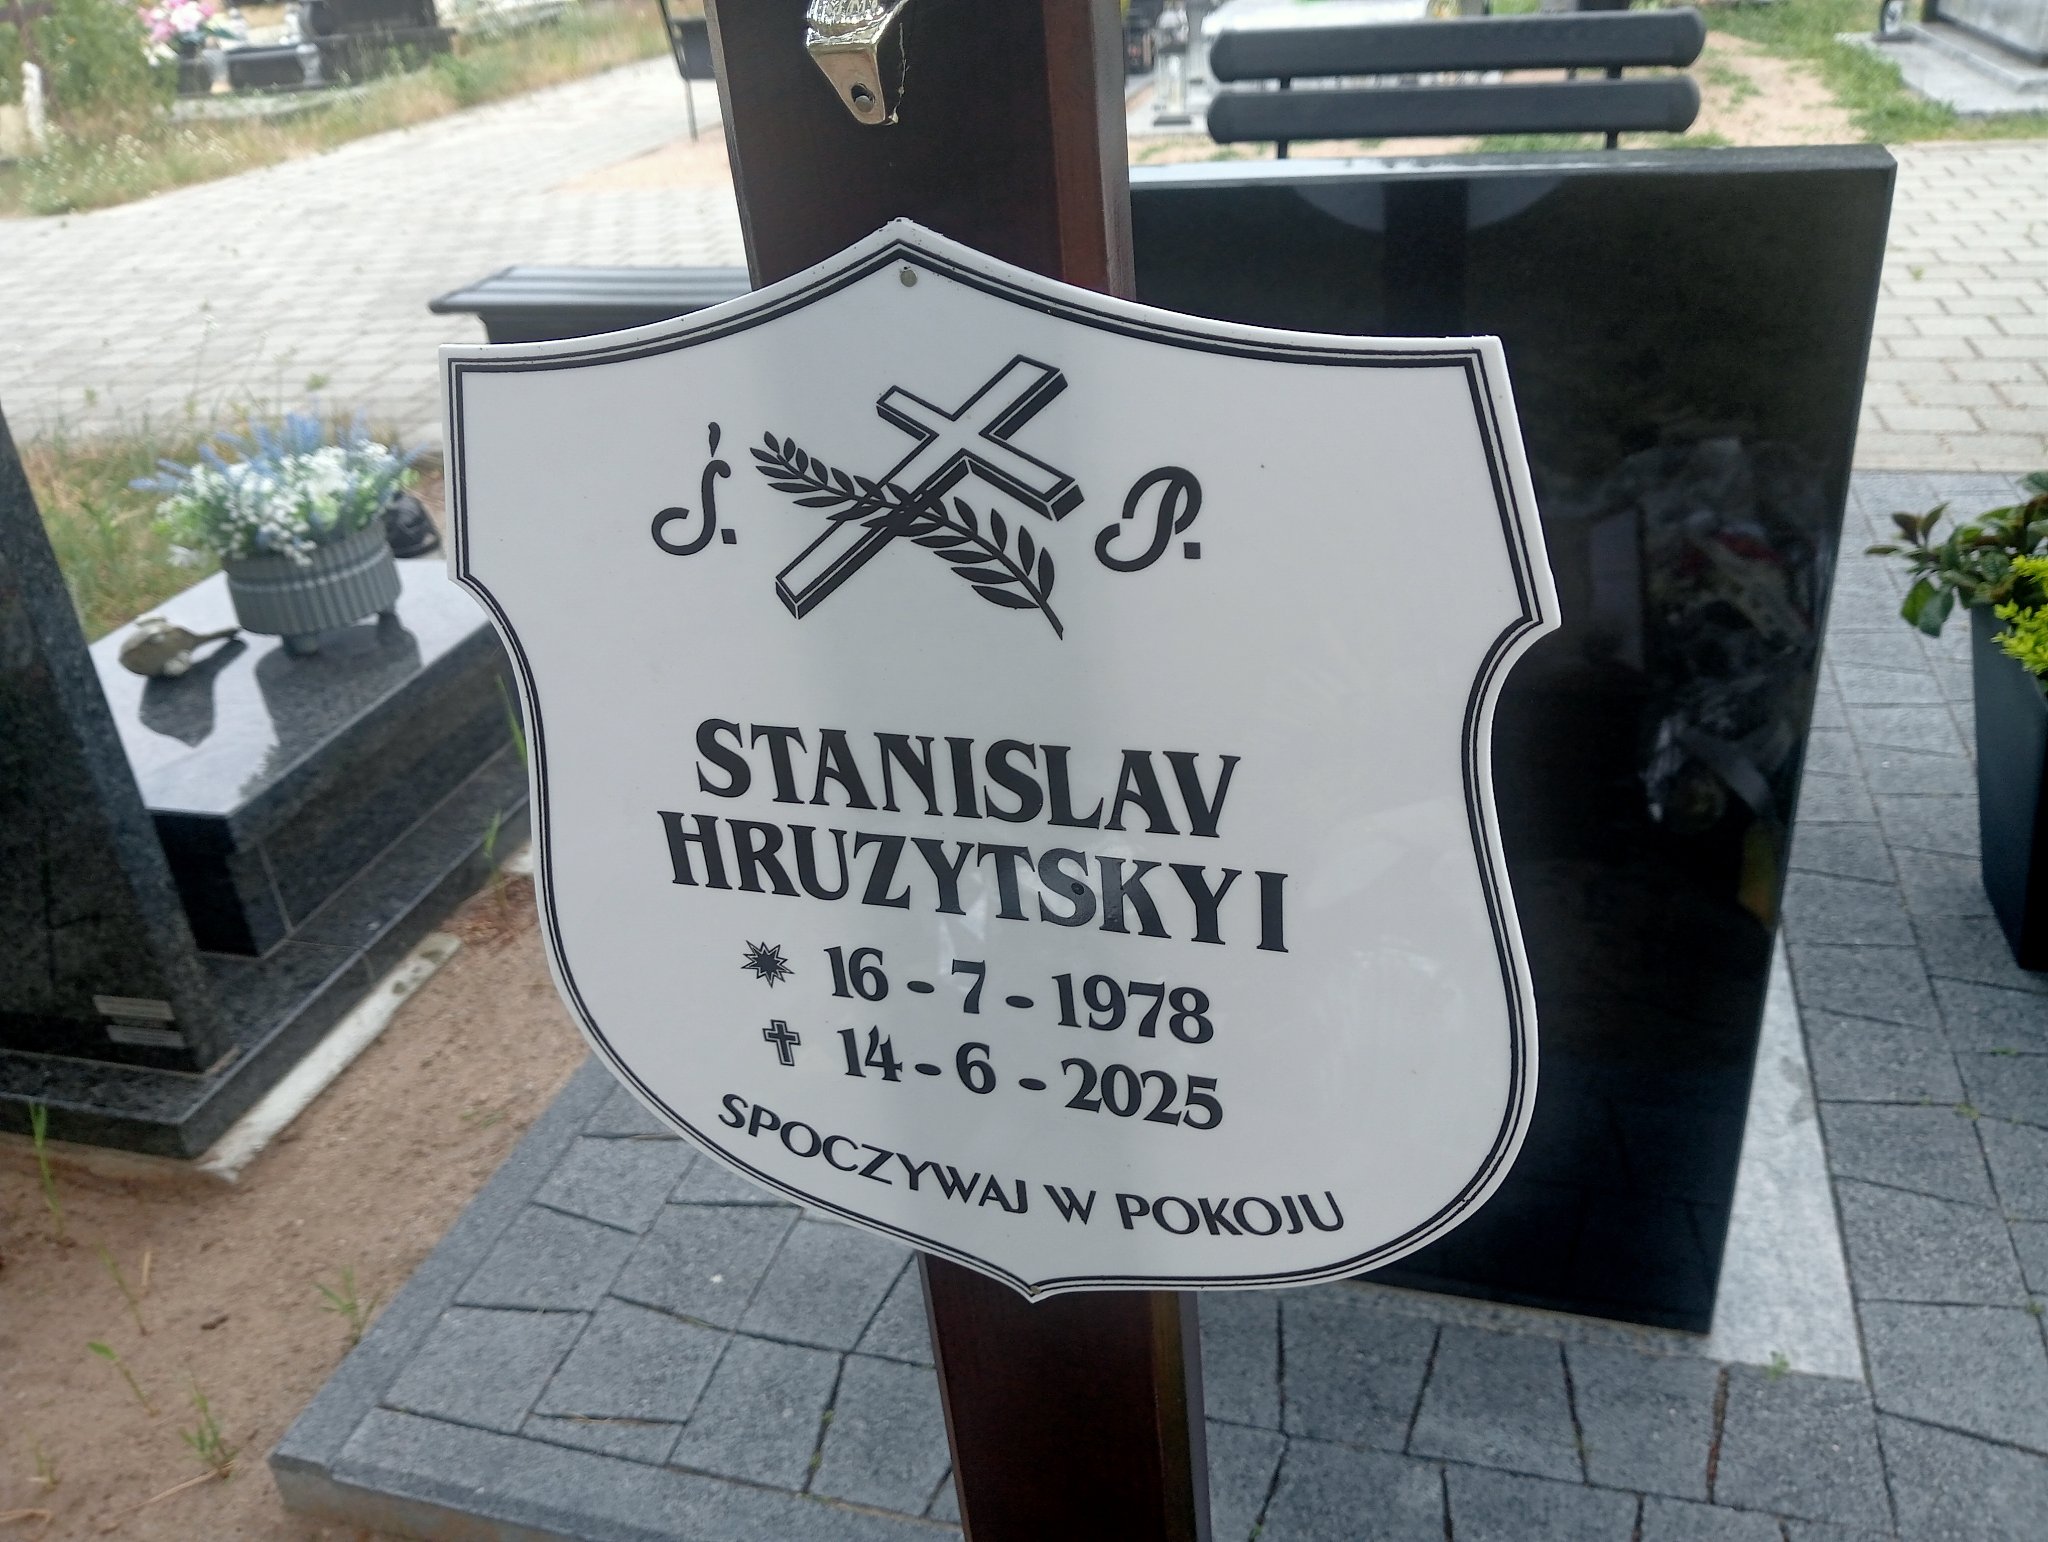 Ś. P.
STANISLAV
HRUZYTSKYI
16-7-1978
14-6-2025
SPOCZYWAJ W POKOJU